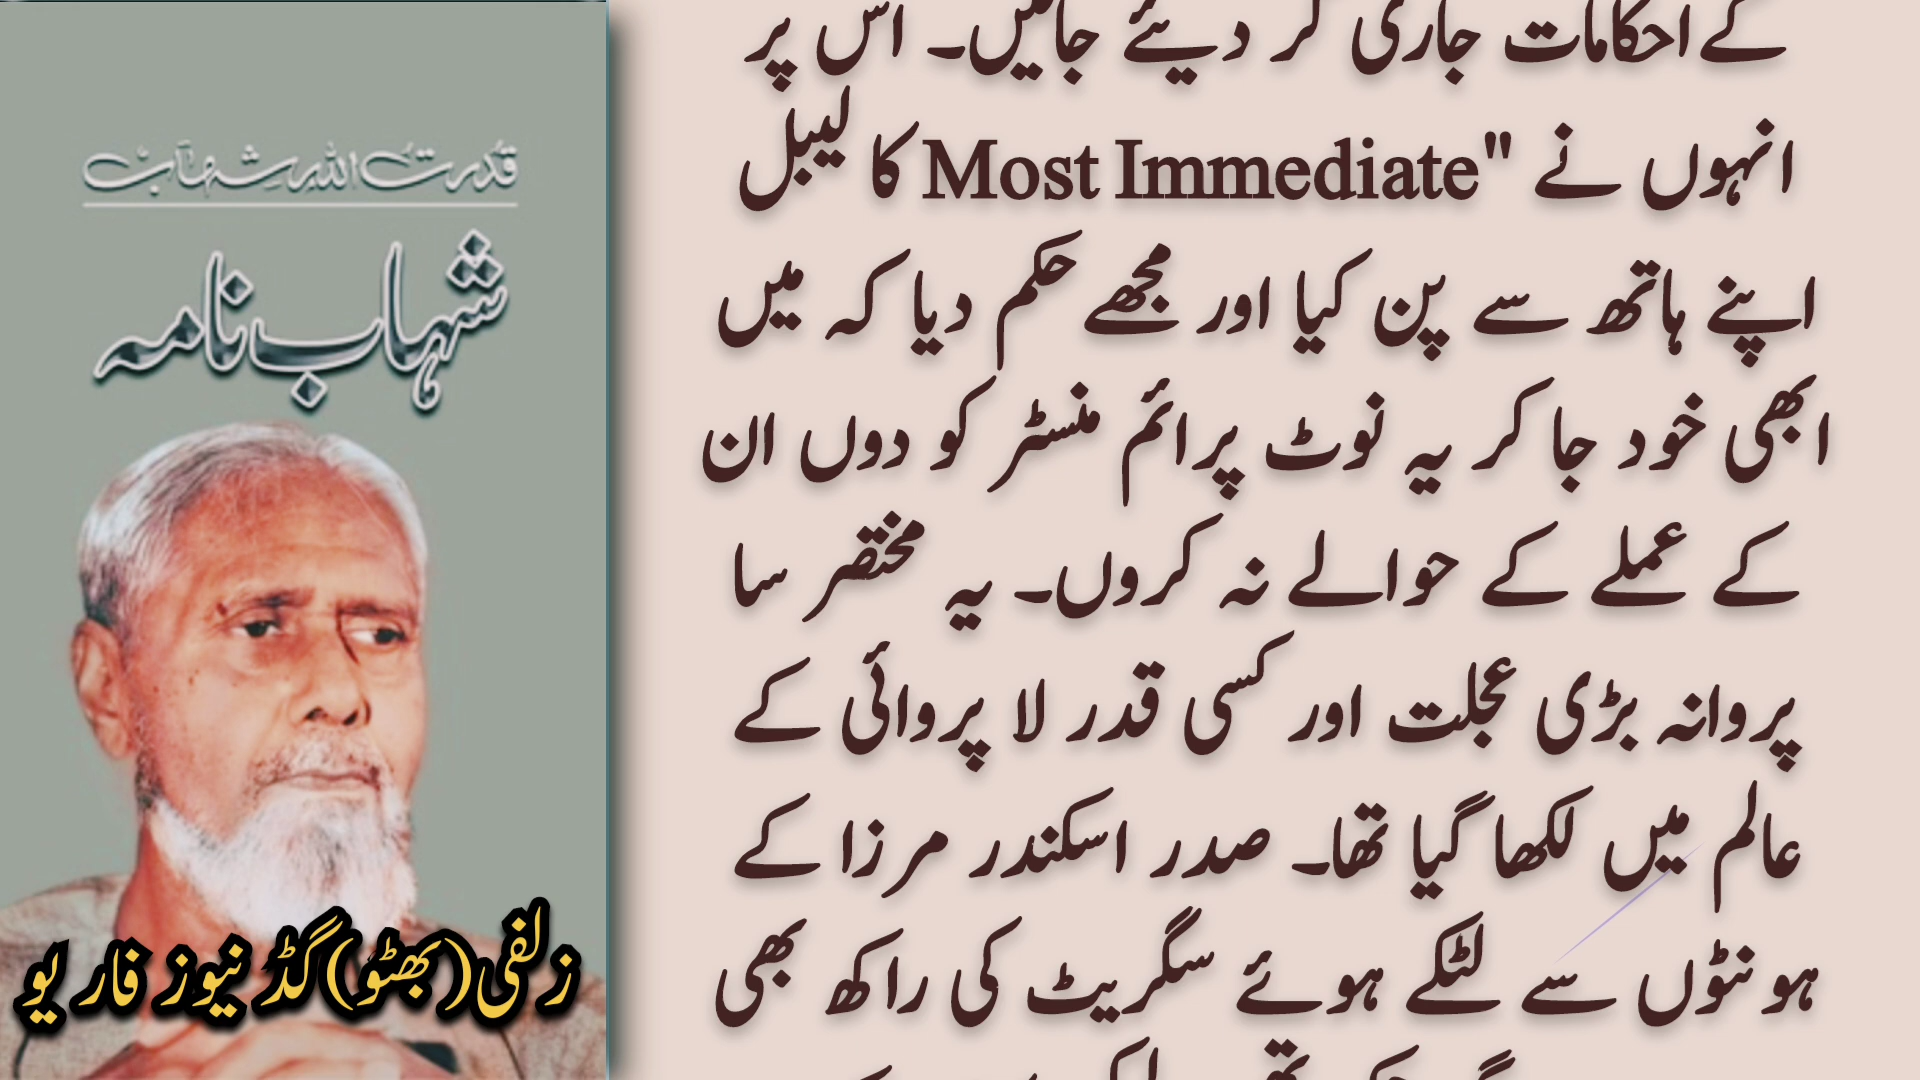 قدرت اللہ شہاب
شہاب نامہ
زلفی(بھٹو)گڈ نیوز فار یو
کے احکامات جاری کر دیئے جائیں۔ اس پر
انہوں نے "Most Immediate کا لیبل
اپنے ہاتھ سے پن کیا اور مجھے حکم دیا کہ میں
ابھی خود جا کر یہ نوٹ پرائم منسٹر کو دوں ان
کے عملے کے حوالے نہ کروں۔ یہ مختصر سا
پروانہ بڑی عجلت اور کسی قدر لا پروائی کے
عالم میں لکھا گیا تھا۔ صدر اسکندر مرزا کے
ہونٹوں سے لٹکے ہوئے سگریٹ کی راکھ بھی